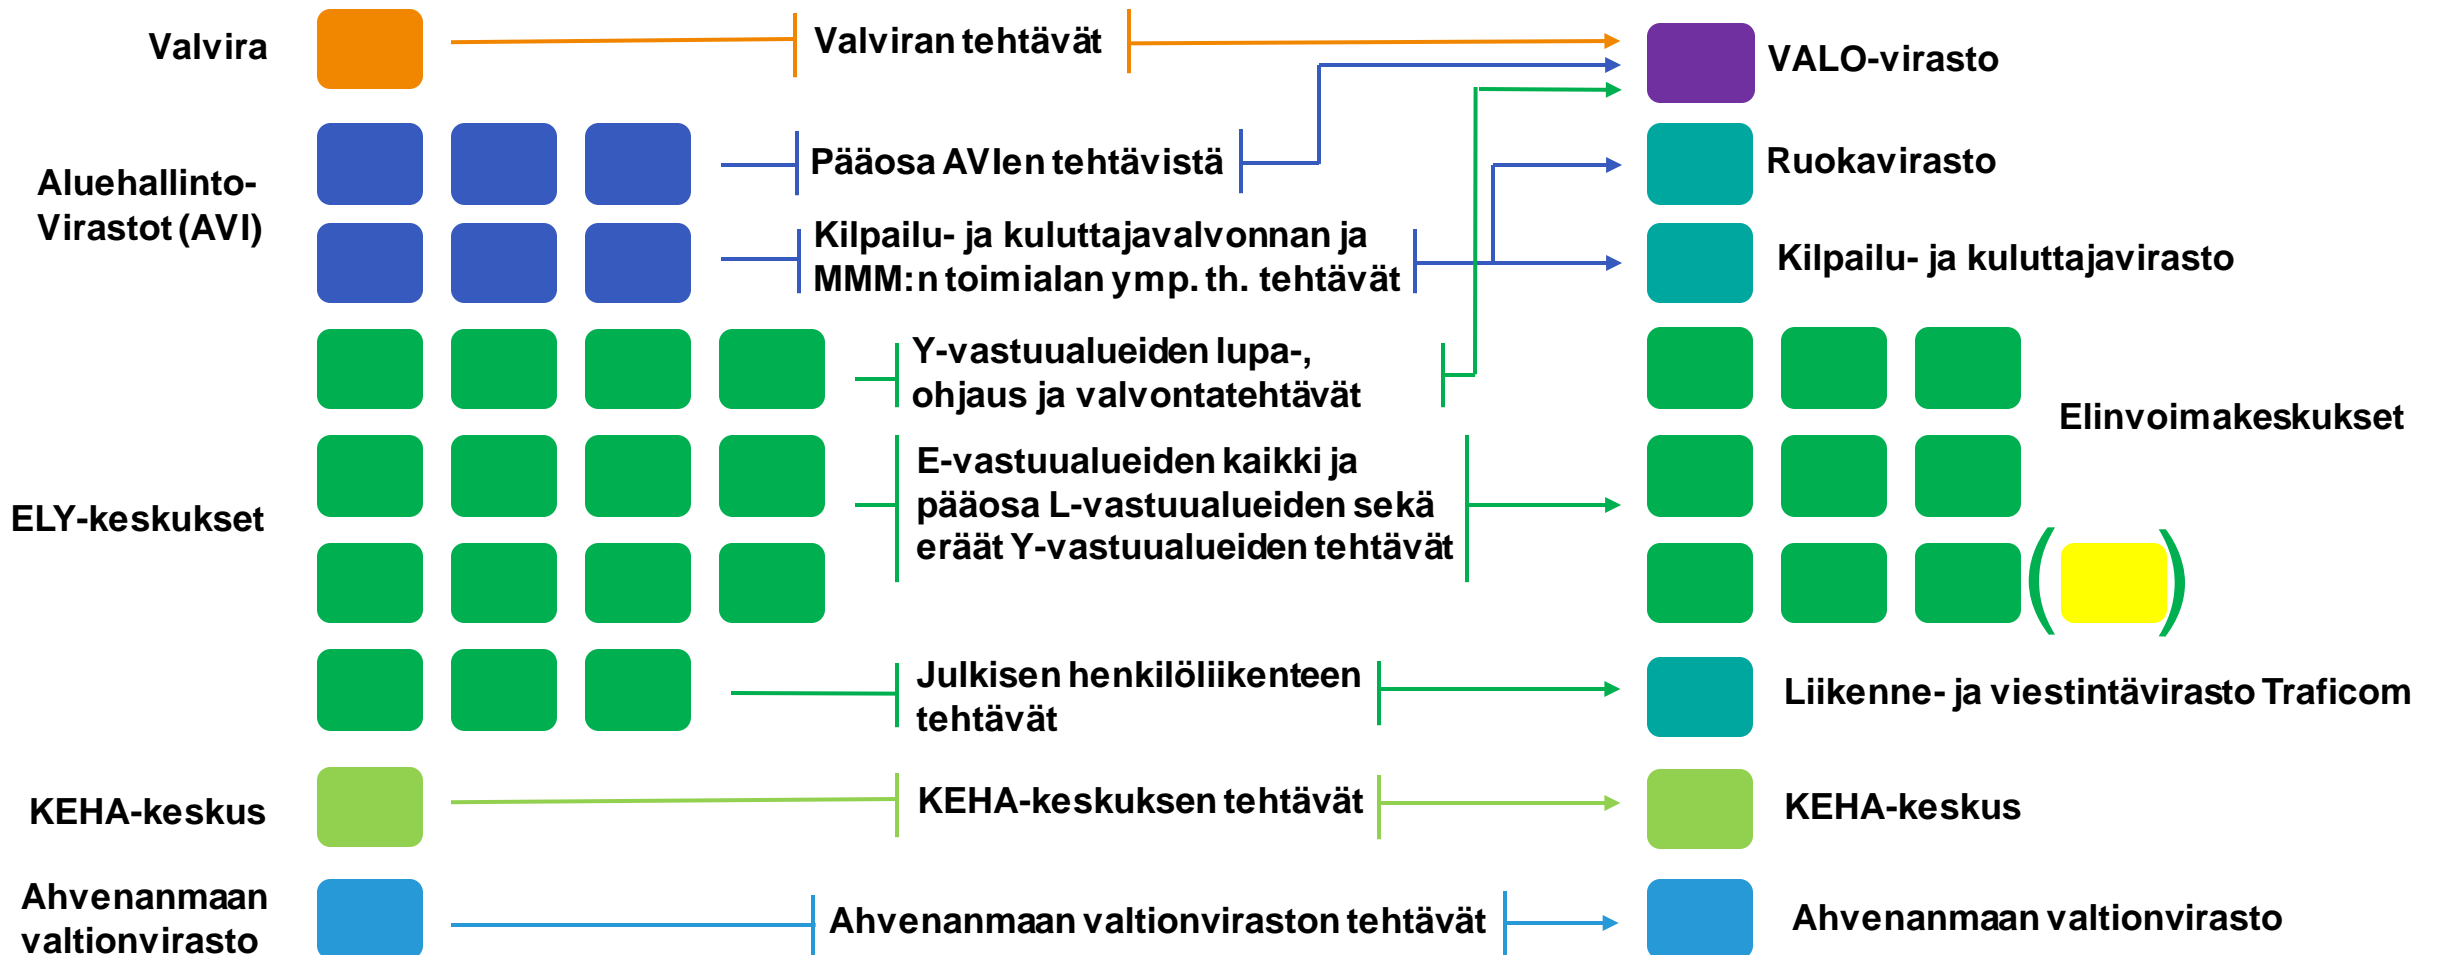 Valvira
Valviran tehtävät
VALO-virasto
Aluehallinto-
Virastot (AVI)
Pääosa AVIen tehtävistä
Ruokavirasto
Kilpailu- ja kuluttajavalvonnan ja
MMM:n toimialan ymp. th. tehtävät
Kilpailu- ja kuluttajavirasto
ELY-keskukset
Y-vastuualueiden lupa-,
ohjaus ja valvontatehtävät
E-vastuualueiden kaikki ja
pääosa L-vastuualueiden sekä
eräät Y-vastuualueiden tehtävät
Elinvoimakeskukset
( )
Julkisen henkilöliikenteen
tehtävät
Liikenne- ja viestintävirasto Traficom
KEHA-keskus
KEHA-keskuksen tehtävät
KEHA-keskus
Ahvenanmaan
valtionvirasto
Ahvenanmaan valtionviraston tehtävät
Ahvenanmaan valtionvirasto